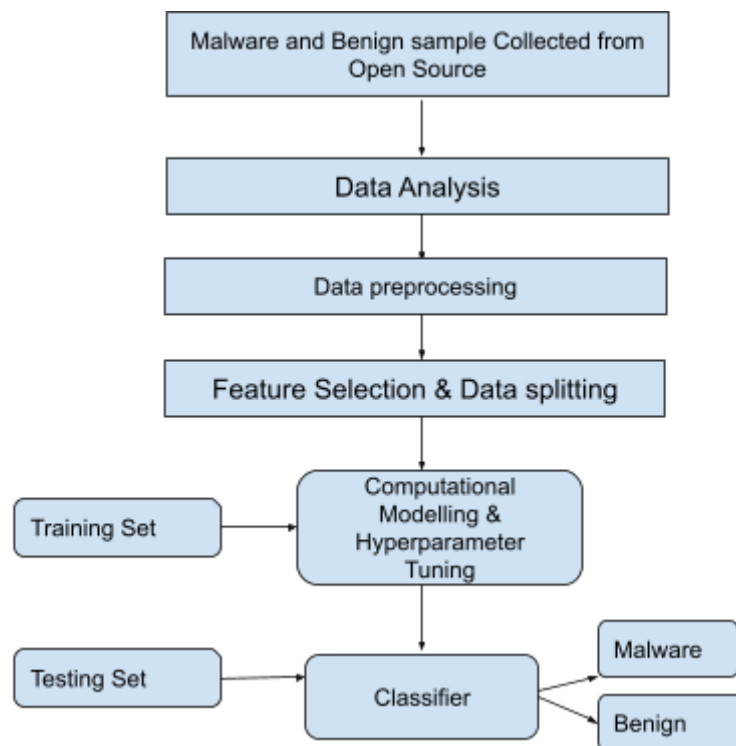 Malware and Benign sample Collected from
Open Source
Data Analysis
Data preprocessing
Feature Selection & Data splitting
Computational
Modelling &
Hyperparameter
Tuning
Training Set
Testing Set
Classifier
Malware
Benign